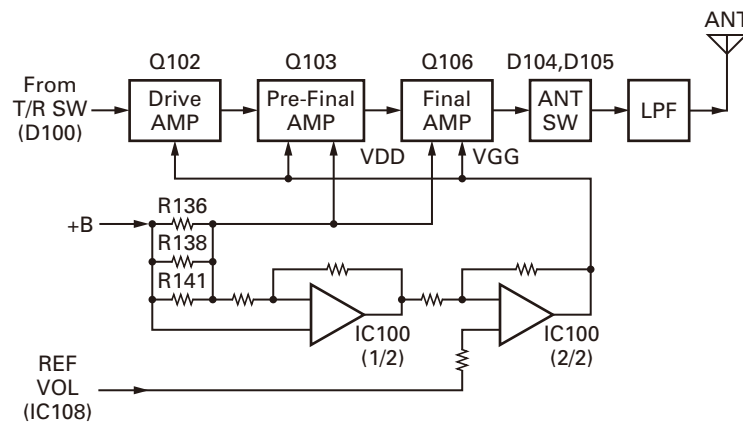 ANT
Q102
Q103
Q106
D104,D105
From
T/R SW
(D100)
Drive
AMP
Pre-Final
AMP
Final
AMP
ANT
SW
LPF
VDD
VGG
+B
R136
R138
R141
IC100
(1/2)
IC100
(2/2)
REF
VOL
(IC108)